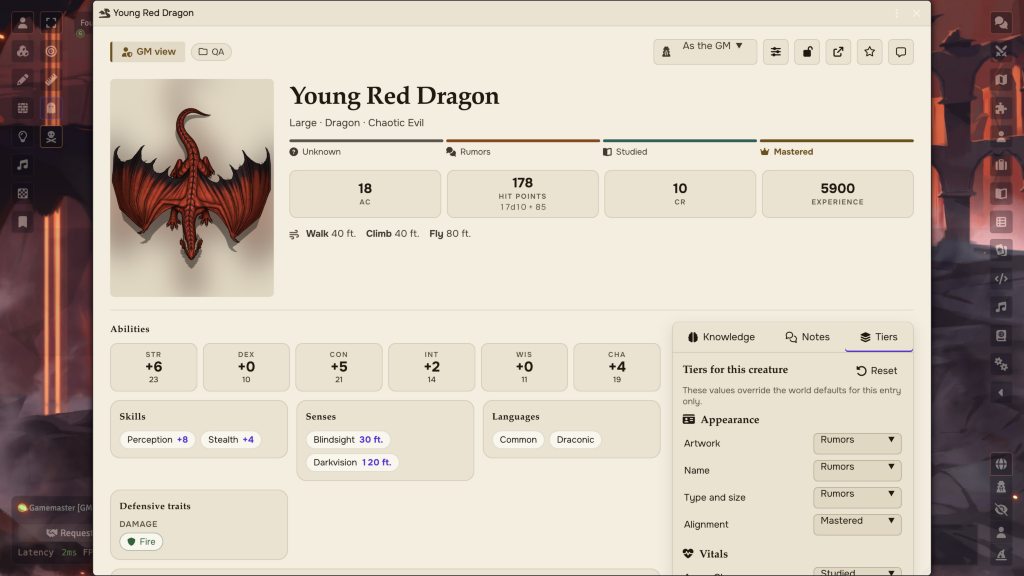 Young Red Dragon
GM view
QA
As the GM
Young Red Dragon
Large · Dragon · Chaotic Evil
Unknown
Rumors
Studied
Mastered
18
AC
178
HIT POINTS
17d10 + 85
10
CR
5900
EXPERIENCE
Walk 40 ft. Climb 40 ft. Fly 80 ft.
Abilities
STR
+6
23
DEX
+0
10
CON
+5
21
INT
+2
14
WIS
+0
11
CHA
+4
19
Skills
Perception +8
Stealth +4
Senses
Blindsight 30 ft.
Darkvision 120 ft.
Languages
Common
Draconic
Defensive traits
DAMAGE
Fire
Knowledge
Notes
Tiers
Tiers for this creature
Reset
These values override the world defaults for this entry
only.
Appearance
Artwork
Rumors
Name
Rumors
Type and size
Rumors
Alignment
Mastered
Vitals
Studied
Gamemaster [GM
Reques
Latency 2ms FP